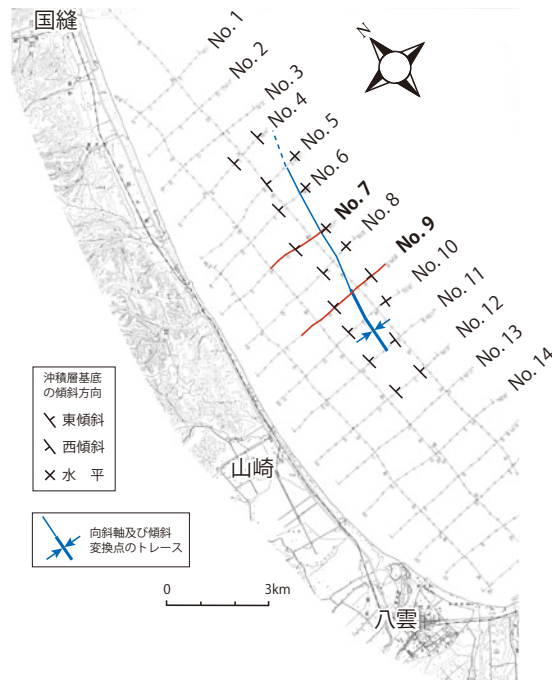 国縫
No. 1
No. 2
No. 3
No. 4
No. 5
No. 6
No. 7
No. 8
No. 9
No. 10
No. 11
No. 12
No. 13
No. 14
N
沖積層基底
の傾斜方向
東傾斜
西傾斜
水 平
山崎
向斜軸及び傾斜
変換点のトレース
0 3km
八雲